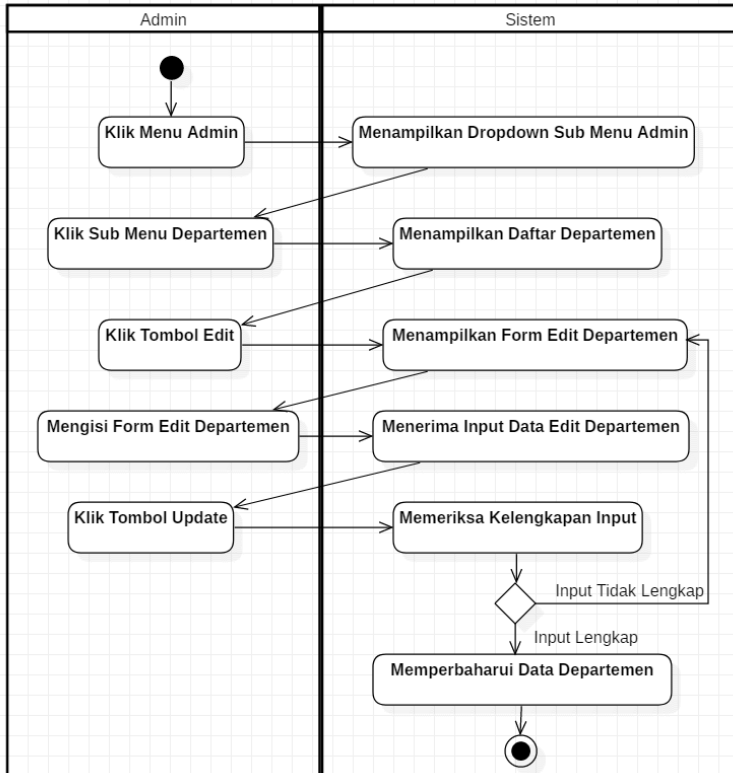 Admin
Sistem
Klik Menu Admin
Menampilkan Dropdown Sub Menu Admin
Klik Sub Menu Departemen
Menampilkan Daftar Departemen
Klik Tombol Edit
Menampilkan Form Edit Departemen
Mengisi Form Edit Departemen
Menerima Input Data Edit Departemen
Klik Tombol Update
Memeriksa Kelengkapan Input
Input Tidak Lengkap
Input Lengkap
Memperbaharui Data Departemen